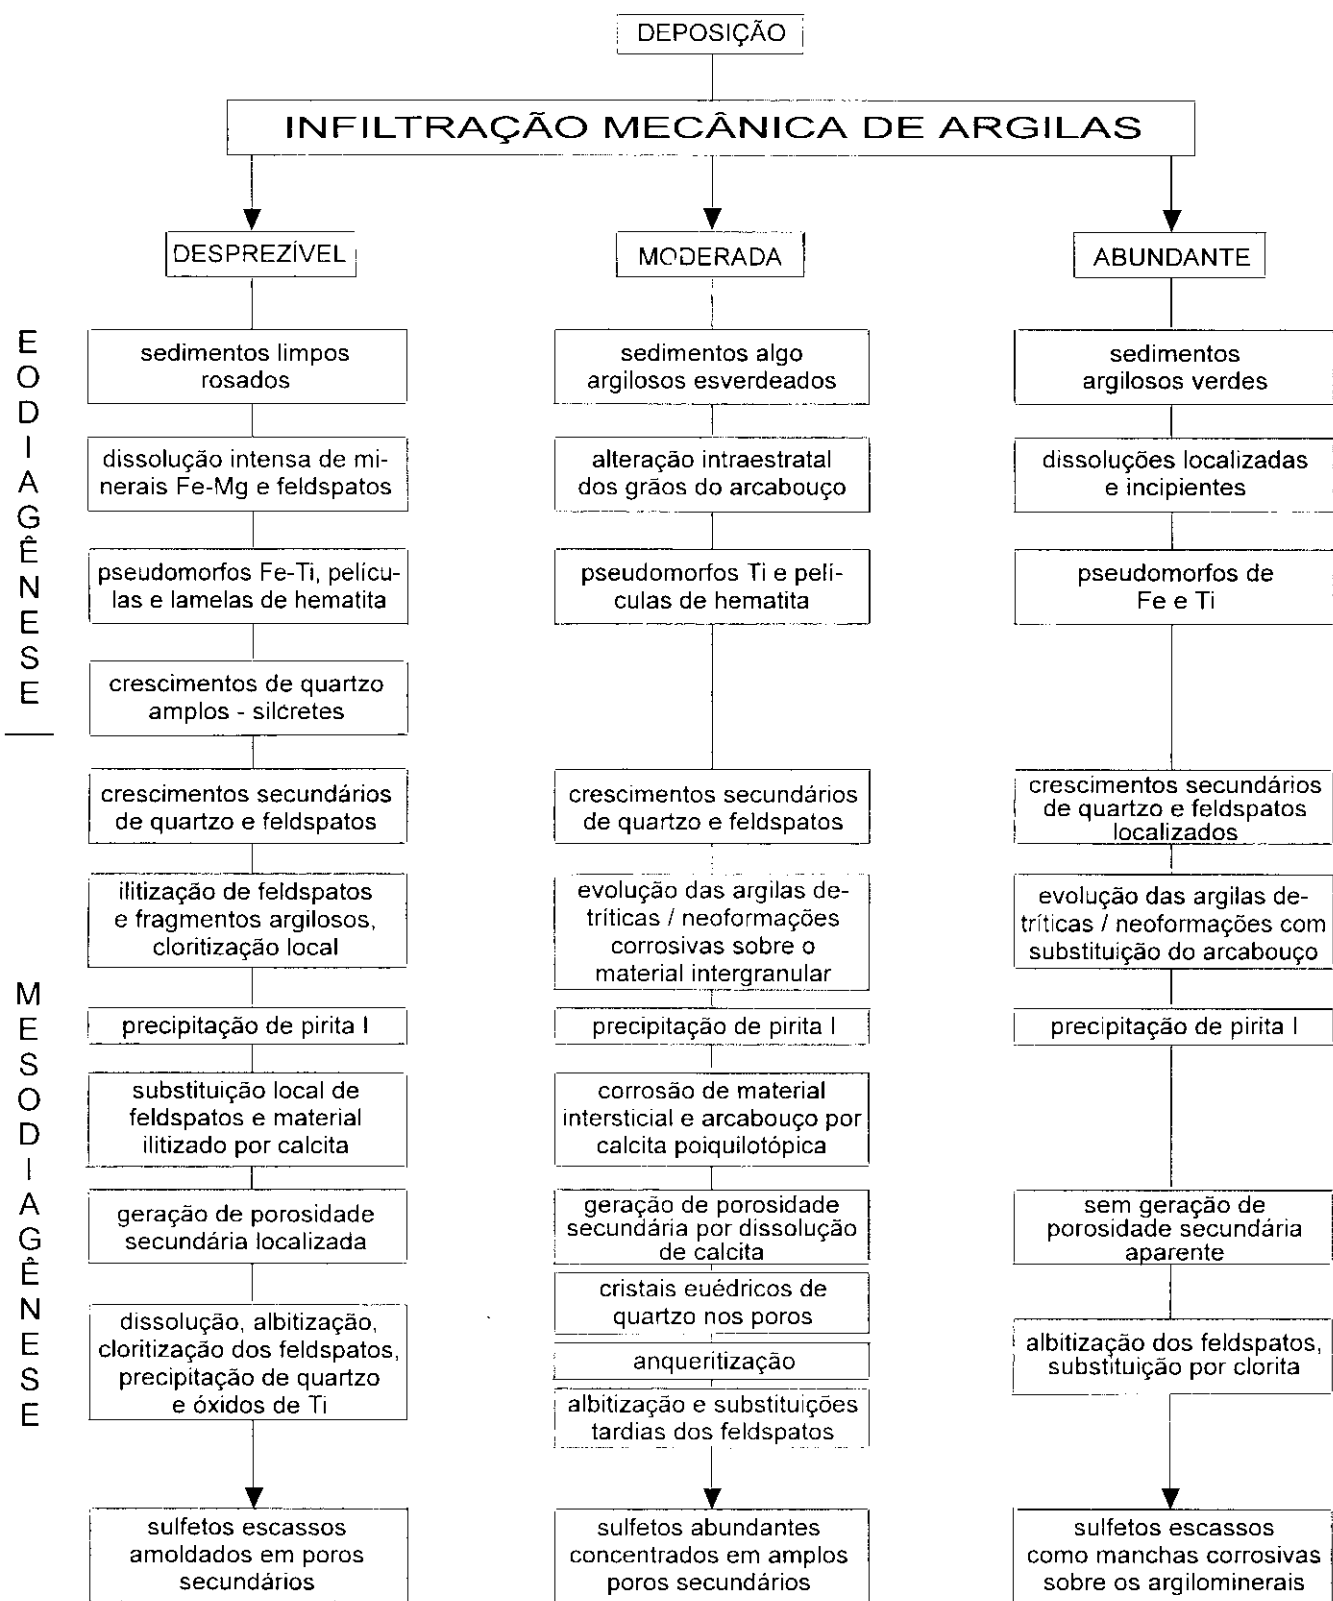 DEPOSIÇÃO
INFILTRAÇÃO MECÂNICA DE ARGILAS
DESPREZÍVEL
MODERADA
ABUNDANTE
EODIAGÊNESE
sedimentos limpos
rosados
sedimentos algo
argilosos esverdeados
sedimentos
argilosos verdes
dissolução intensa de mi-
nerais Fe-Mg e feldspatos
alteração intraestratal
dos grãos do arcabouço
dissoluções localizadas
e incipientes
pseudomorfos Fe-Ti, pelícu-
las e lamelas de hematita
pseudomorfos Ti e pelí-
culas de hematita
pseudomorfos de
Fe e Ti
crescimentos de quartzo
amplos - silcretes
MESODIAGÊNESE
crescimentos secundários
de quartzo e feldspatos
crescimentos secundários
de quartzo e feldspatos
crescimentos secundários
de quartzo e feldspatos
localizados
ilitização de feldspatos
e fragmentos argilosos,
cloritização local
evolução das argilas de-
tríticas / neoformações
corrosivas sobre o
material intergranular
evolução das argilas de-
tríticas / neoformações com
substituição do arcabouço
precipitação de pirita I
precipitação de pirita I
precipitação de pirita I
substituição local de
feldspatos e material
ilitizado por calcita
corrosão de material
intersticial e arcabouço por
calcita poiquilotópica
geração de porosidade
secundária localizada
geração de porosidade
secundária por dissolução
de calcita
sem geração de
porosidade secundária
aparente
cristais euédricos de
quartzo nos poros
dissolução, albitização,
cloritização dos feldspatos,
precipitação de quartzo
e óxidos de Ti
anqueritização
albitização e substituições
tardias dos feldspatos
albitização dos feldspatos,
substituição por clorita
sulfetos escassos
amoldados em poros
secundários
sulfetos abundantes
concentrados em amplos
poros secundários
sulfetos escassos
como manchas corrosivas
sobre os argilominerais